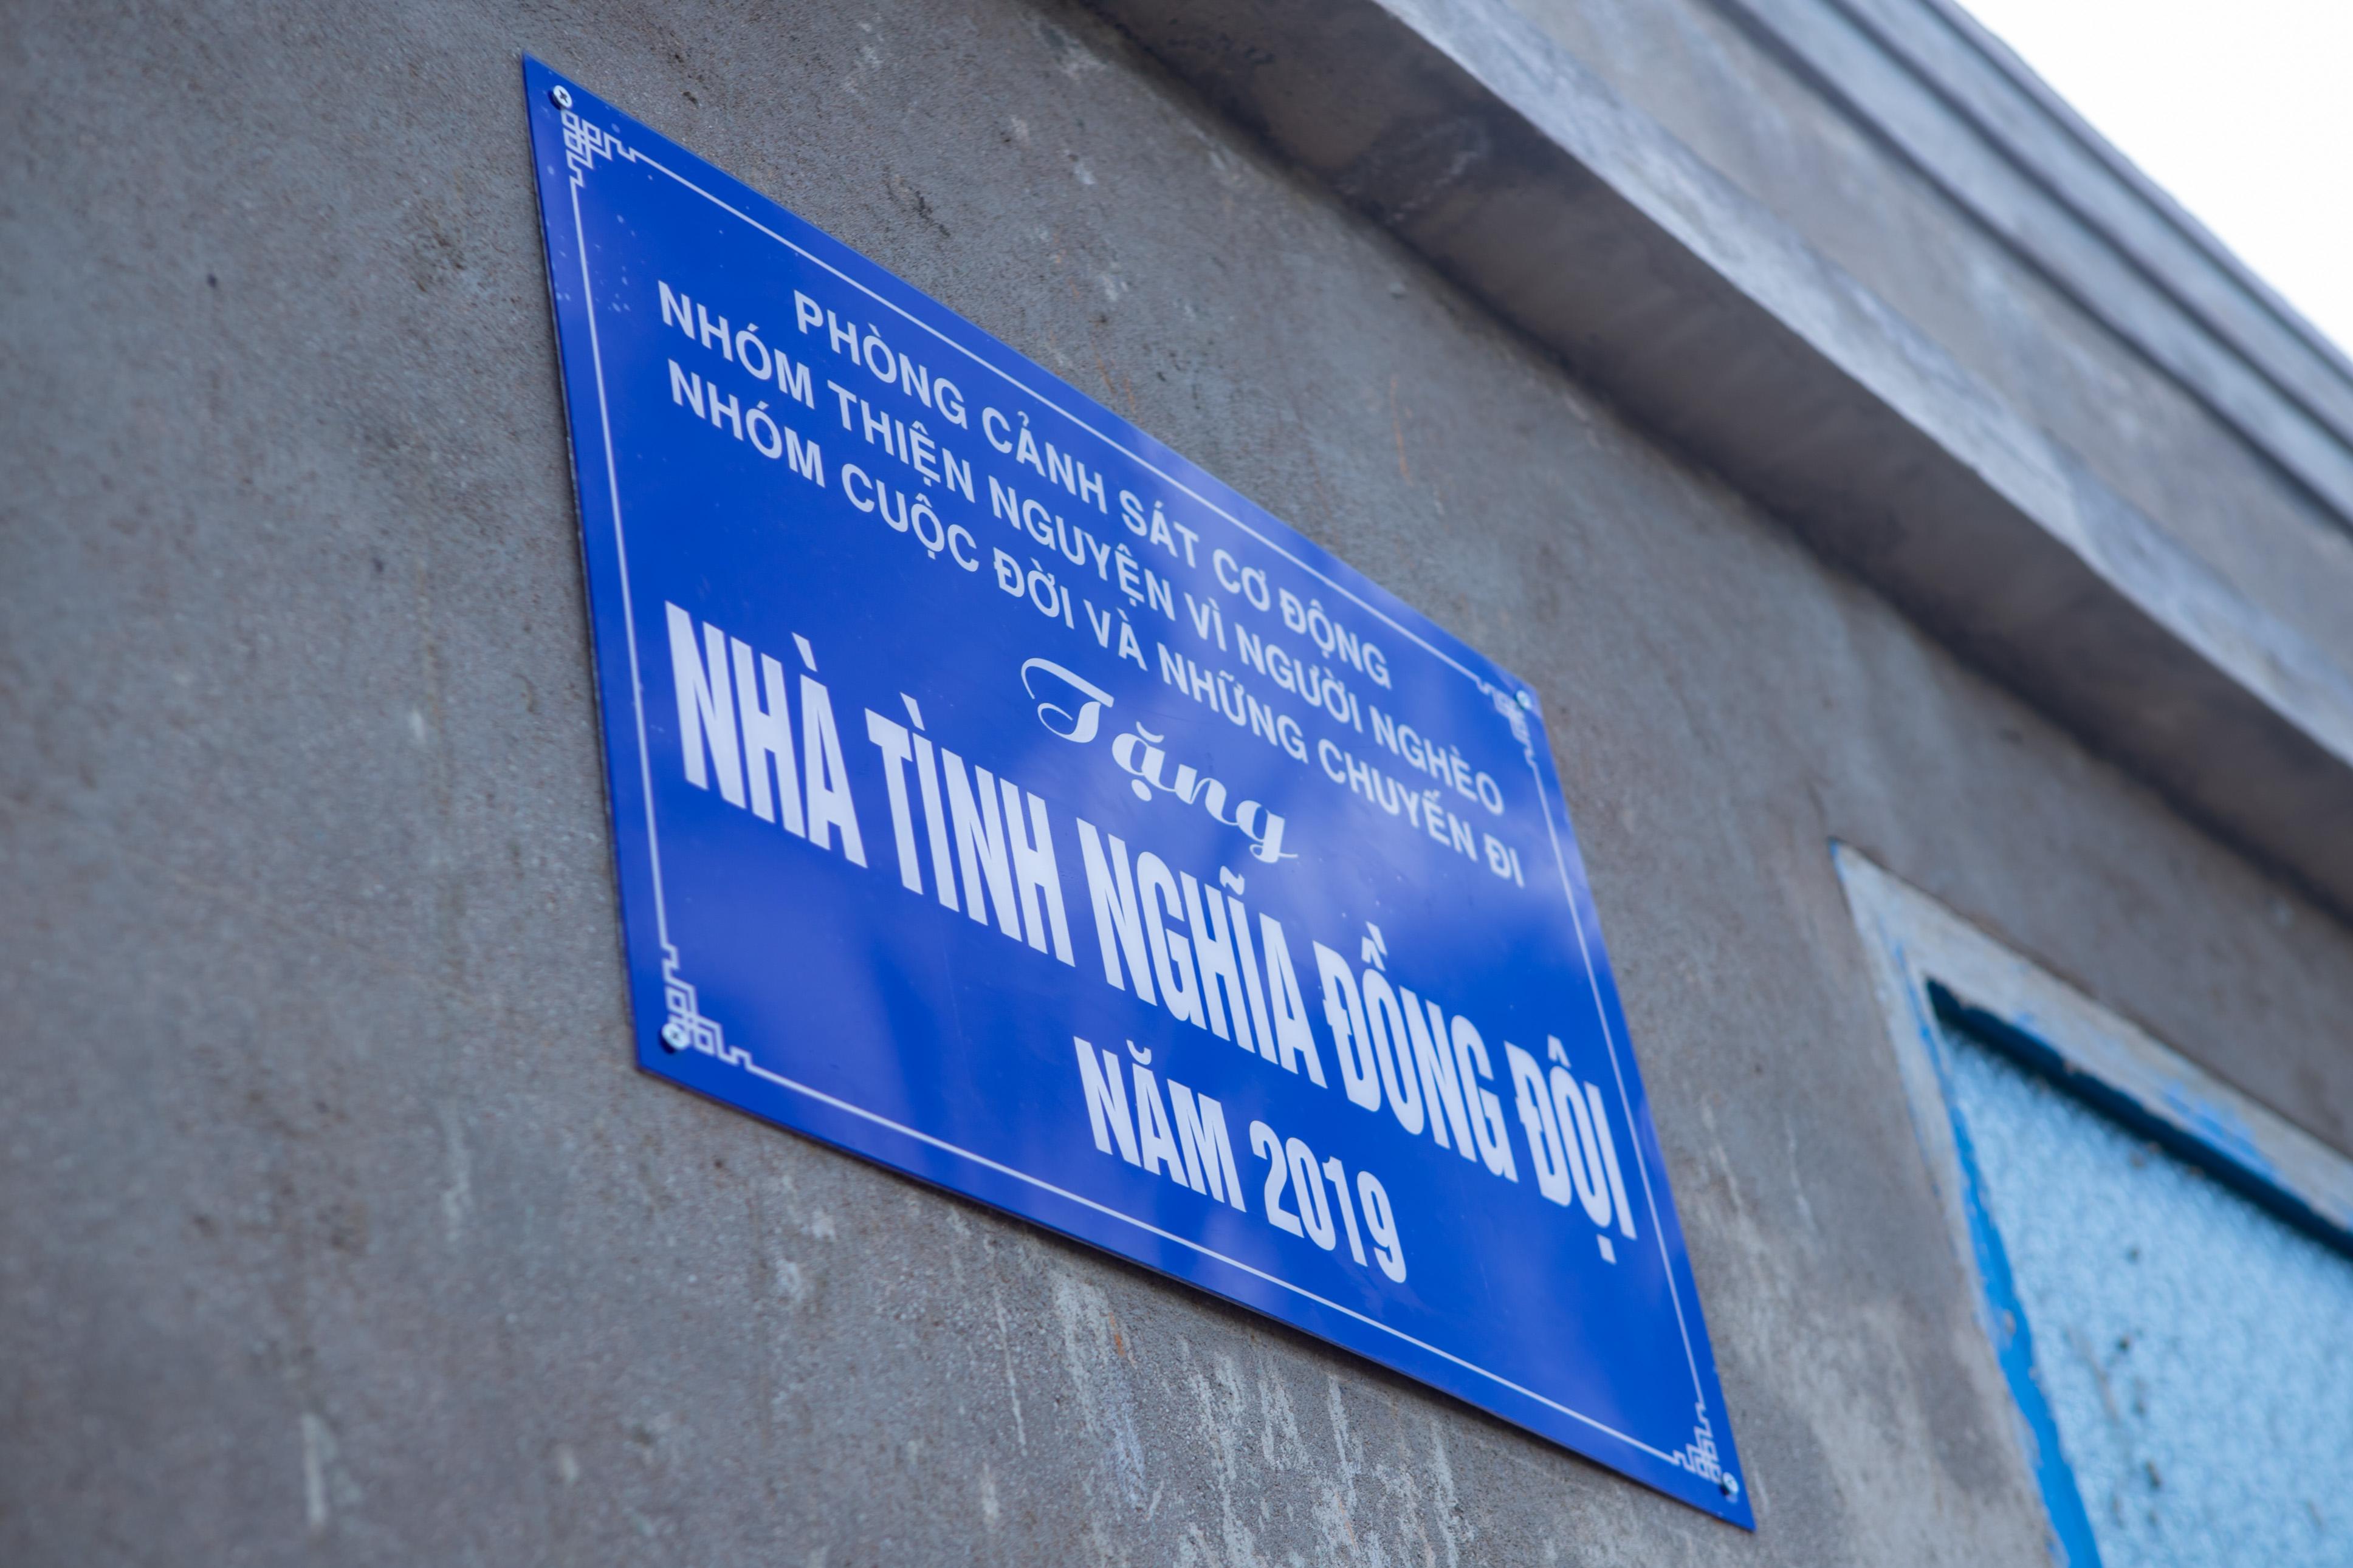 PHÒNG CẢNH SÁT CƠ ĐỘNG
NHÓM THIỆN NGUYỆN VÌ NGƯỜI NGHÈO
NHÓM CUỘC ĐỜI VÀ NHỮNG CHUYẾN ĐI
Tặng
NHÀ TÌNH NGHĨA ĐỒNG ĐỘI
NĂM 2019